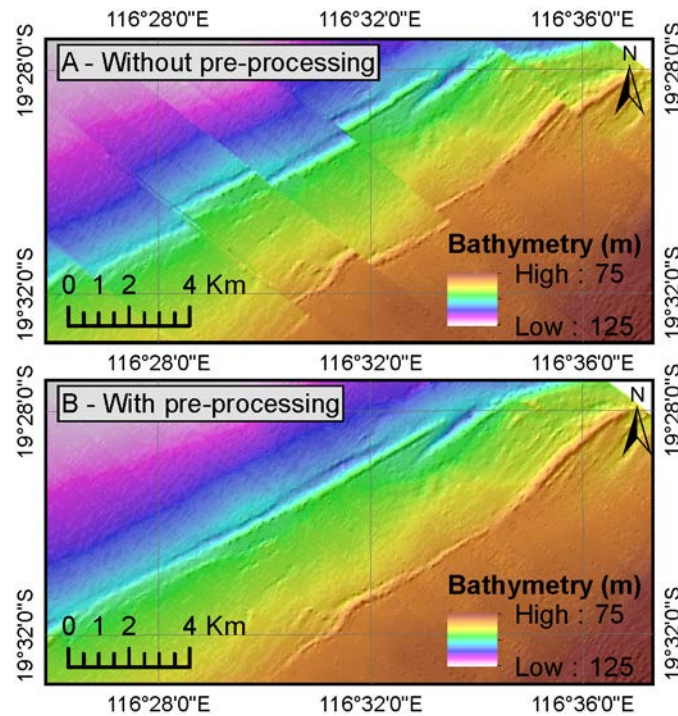 116°28'0"E 116°32'0"E 116°36'0"E
A - Without pre-processing
N
19°28'0"S 19°28'0"S
Bathymetry (m)
High : 75
Low : 125
0 1 2 4 Km
19°32'0"S 19°32'0"S
116°28'0"E 116°32'0"E 116°36'0"E
B - With pre-processing
N
19°28'0"S 19°28'0"S
Bathymetry (m)
High : 75
Low : 125
0 1 2 4 Km
19°32'0"S 19°32'0"S
116°28'0"E 116°32'0"E 116°36'0"E